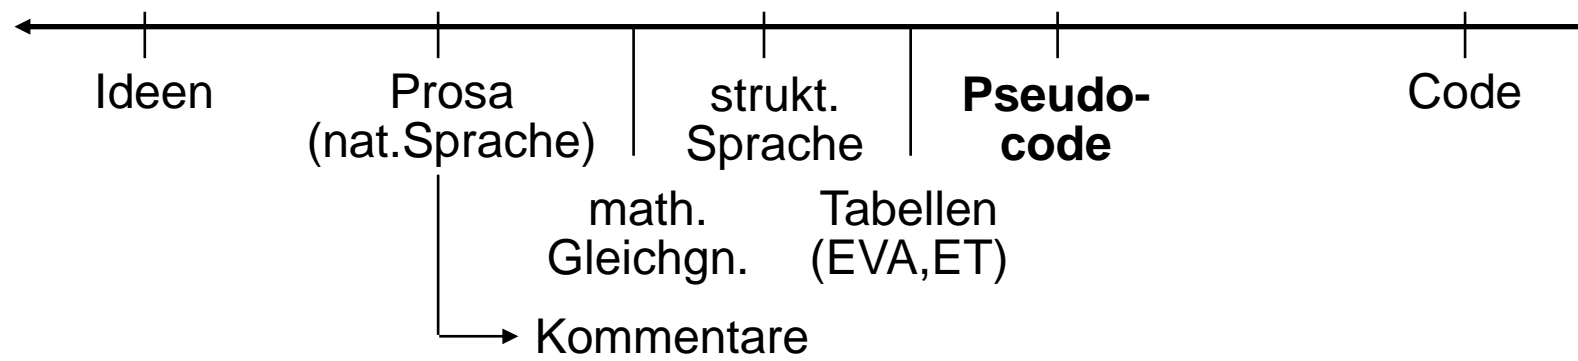 Ideen
Prosa
(nat.Sprache)
strukt.
Sprache
Pseudo-
code
Code
math.
Gleichgn.
Tabellen
(EVA,ET)
Kommentare